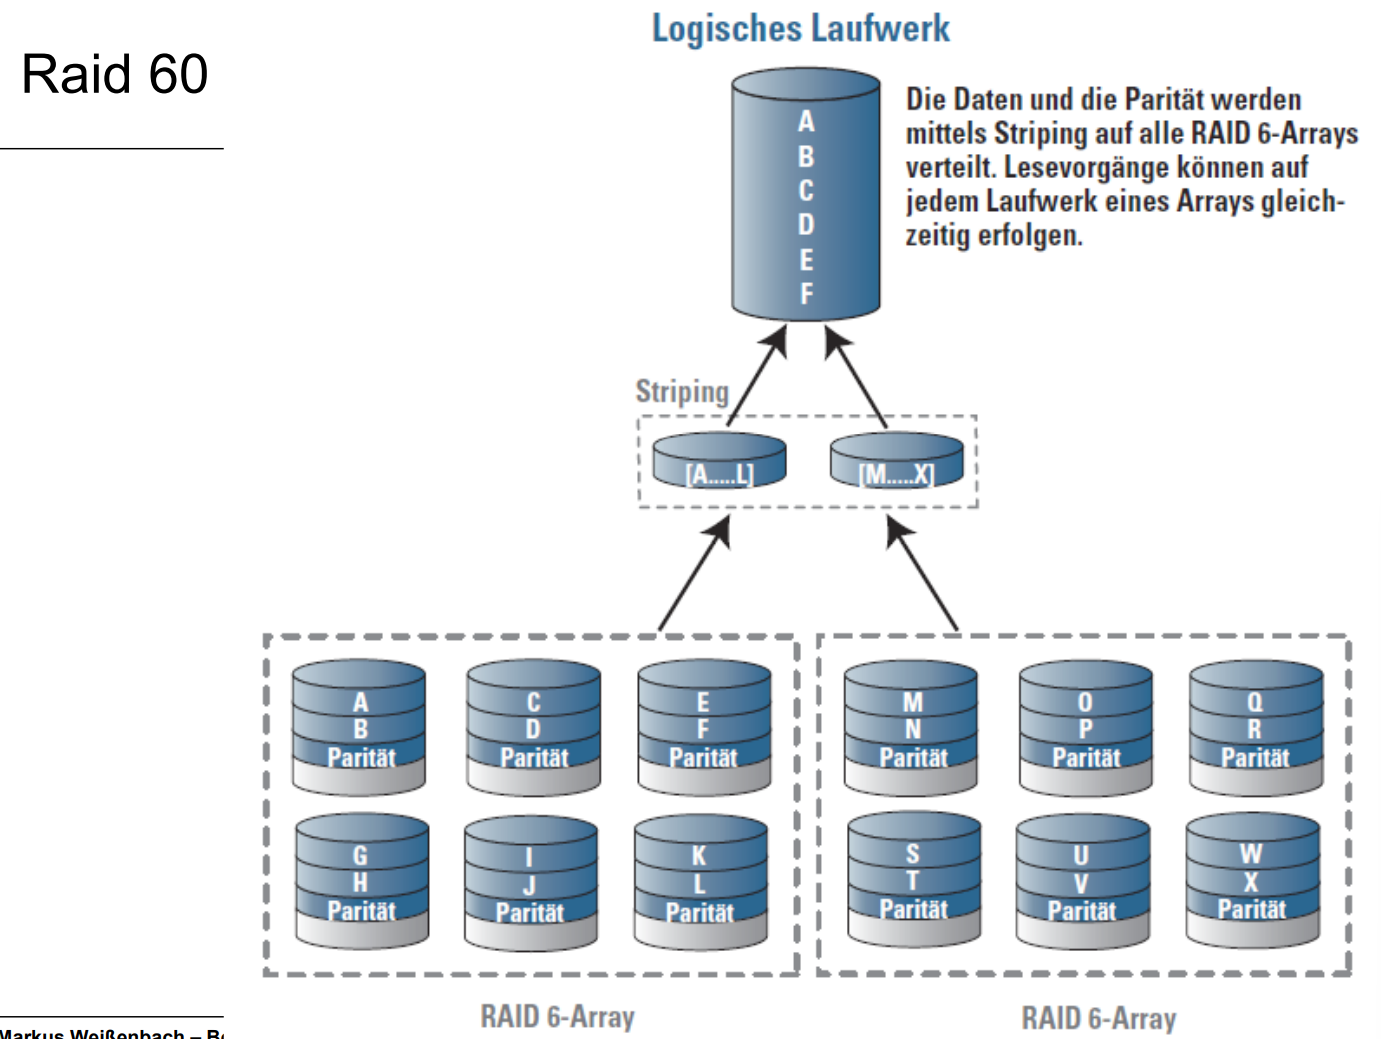 Raid 60
Logisches Laufwerk
Die Daten und die Parität werden
mittels Striping auf alle RAID 6-Arrays
verteilt. Lesevorgänge können auf
jedem Laufwerk eines Arrays gleich-
zeitig erfolgen.
A
B
C
D
E
F
Striping
[A.....L]
[M.....X]
A
B
Parität
C
D
Parität
E
F
Parität
G
H
Parität
I
J
Parität
K
L
Parität
RAID 6-Array
M
N
Parität
O
P
Parität
Q
R
Parität
S
T
Parität
U
V
Parität
W
X
Parität
RAID 6-Array
Markus Weißenbach –